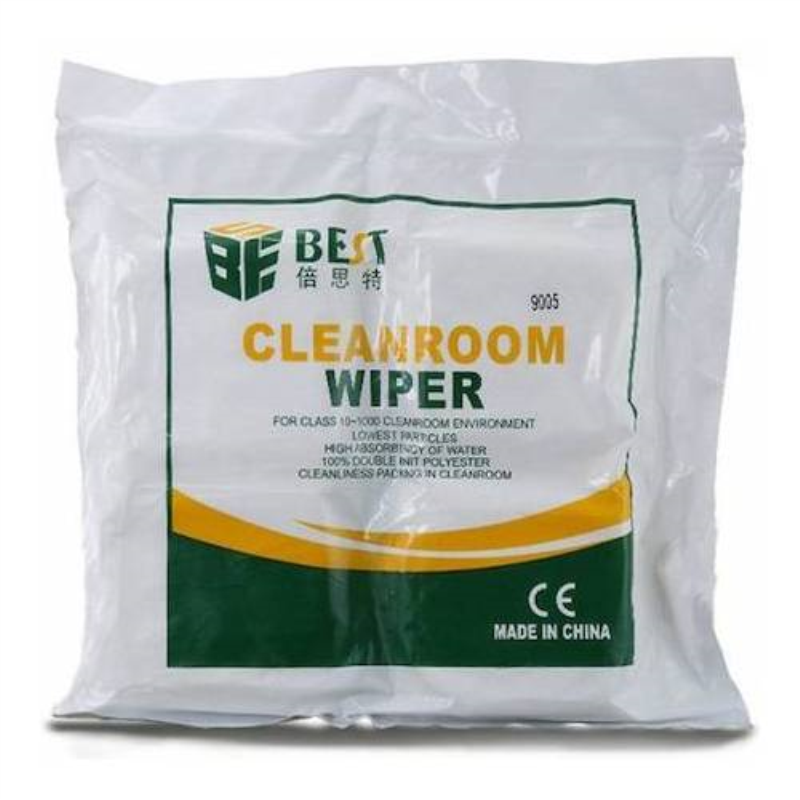 BEST
倍思特
9005
CLEANROOM
WIPER
FOR CLASS 10~1000 CLEANROOM ENVIRONMENT
LOWEST PARTICLES
HIGH ABSORBENCY OF WATER
100% DOUBLE INIT POLYESTER
CLEANLINESS PACKING IN CLEANROOM
CE
MADE IN CHINA